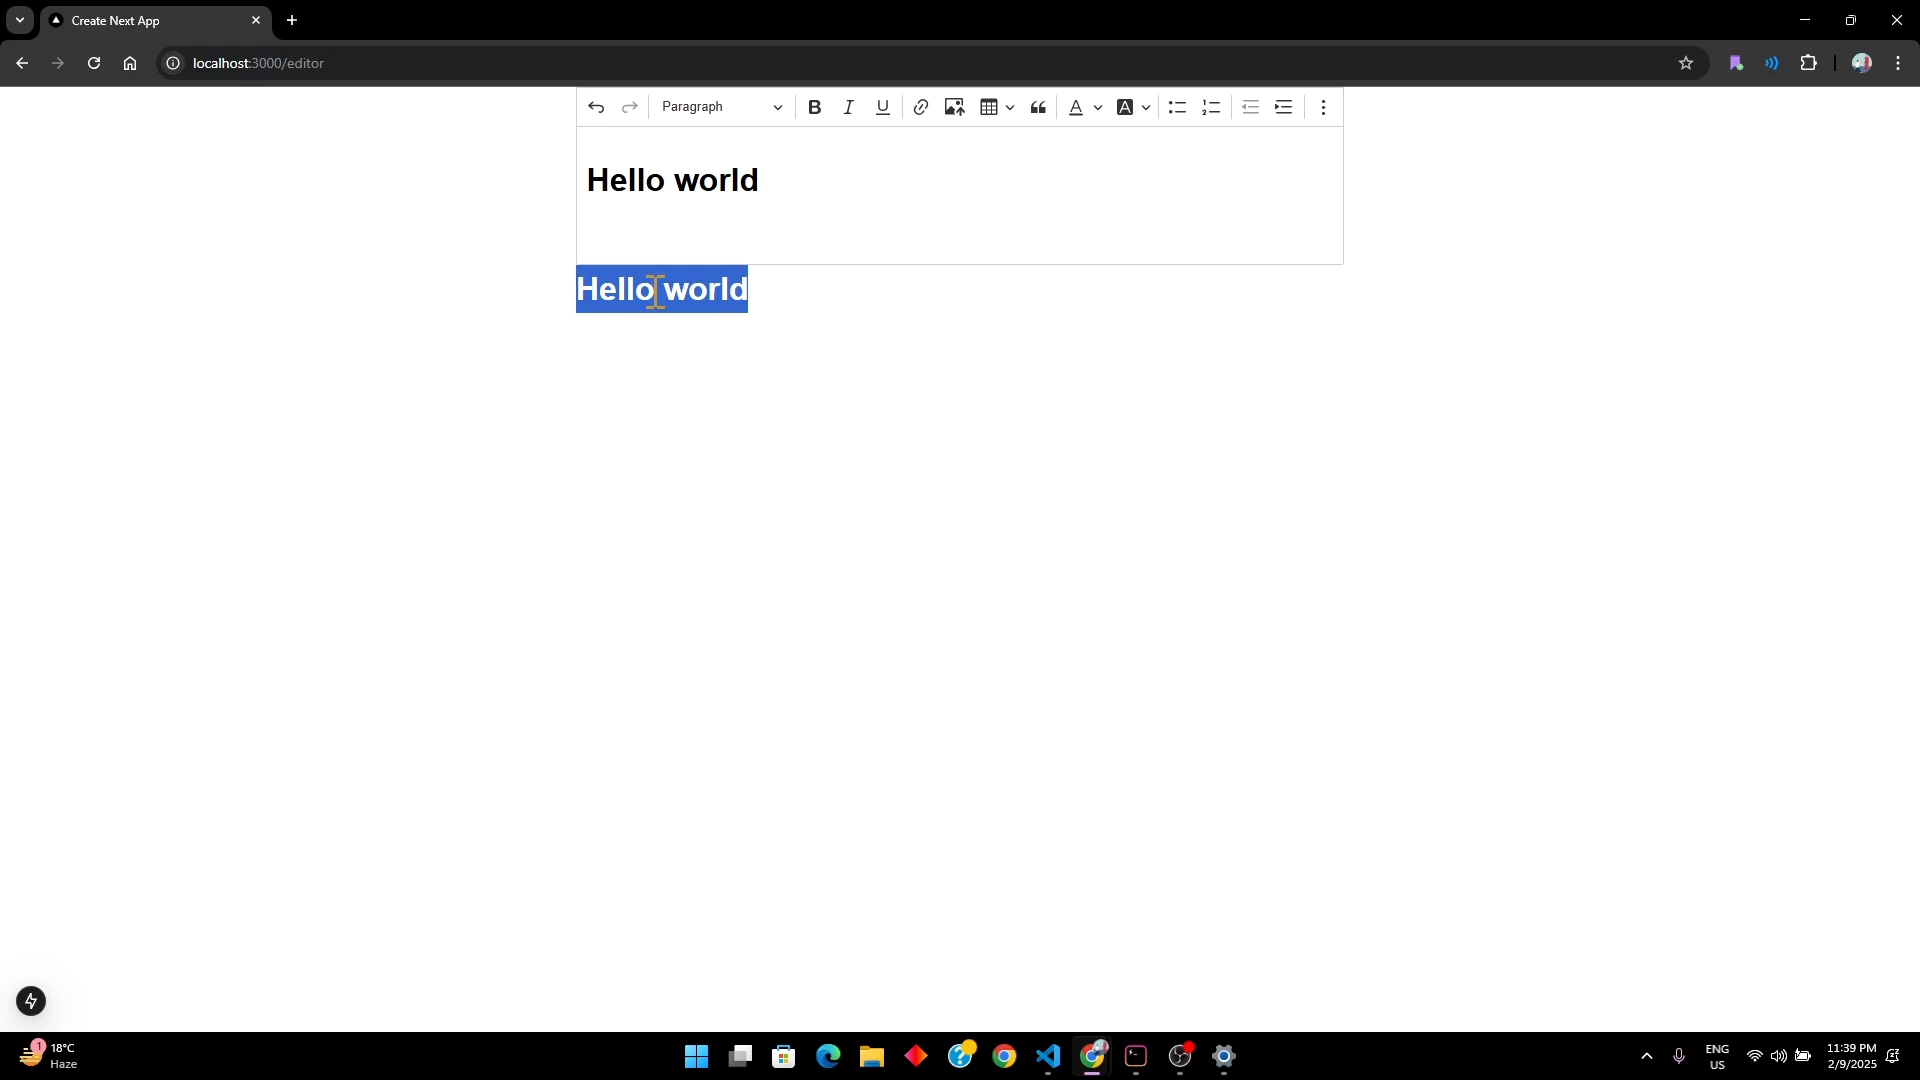 Create Next App
localhost:3000/editor
Paragraph
Hello world
Hello world
1
18°C
Haze
ENG
US
11:39 PM
2/9/2025